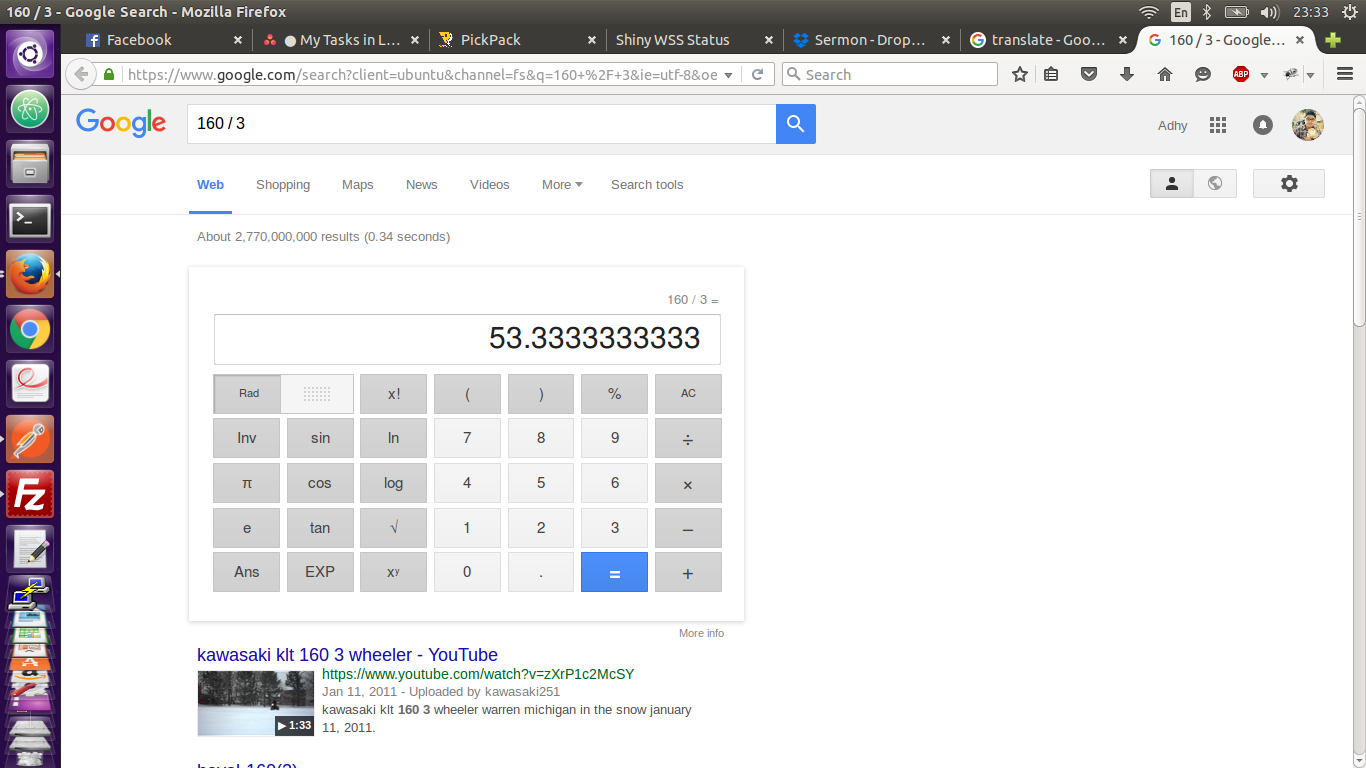 160 / 3 - Google Search - Mozilla Firefox
En
23:33
Facebook
My Tasks in L...
PickPack
Shiny WSS Status
Sermon - Drop...
translate - Goo...
160 / 3 - Google...
https://www.google.com/search?client=ubuntu&channel=fs&q=160+%2F+3&ie=utf-8&oe
Search
ABP
Google
160 / 3
Adhy
Web
Shopping
Maps
News
Videos
More
Search tools
About 2,770,000,000 results (0.34 seconds)
160 / 3 =
53.3333333333
Rad
x!
(
)
%
AC
Inv
sin
ln
7
8
9
÷
π
cos
log
4
5
6
×
e
tan
√
1
2
3
−
Ans
EXP
xy
0
.
=
+
More info
kawasaki klt 160 3 wheeler - YouTube
https://www.youtube.com/watch?v=zXrP1c2McSY
Jan 11, 2011 - Uploaded by kawasaki251
kawasaki klt 160 3 wheeler warren michigan in the snow january
11, 2011.
1:33
Fz